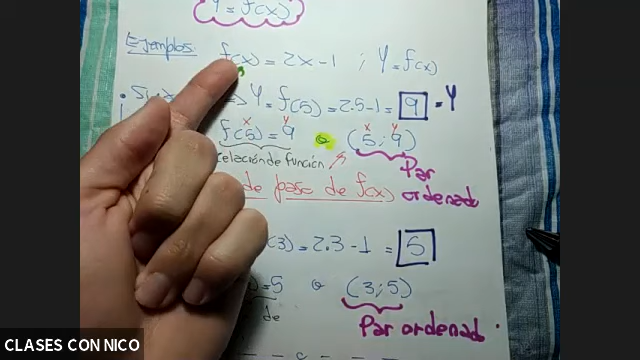 Y = f(x)
Ejemplos f(x) = 2x - 1 ; Y = f(x)
⇒ Y = f(5) = 2.5 - 1 = 9 = Y
x y x y
f(5) = 9 o (5 ; 9)
relación de función Par ordenado
de paso de f(x)
(3) = 2.3 - 1 = 5
= 5 o (3 ; 5)
de Par ordenado.
CLASES CON NICO